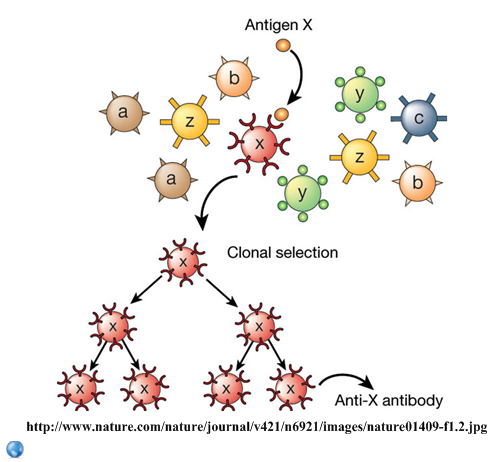 Antigen X
b
y
a
z
c
x
z
a
y
b
Clonal selection
x
x
x
x
x
x
x
Anti-X antibody
http://www.nature.com/nature/journal/v421/n6921/images/nature01409-f1.2.jpg